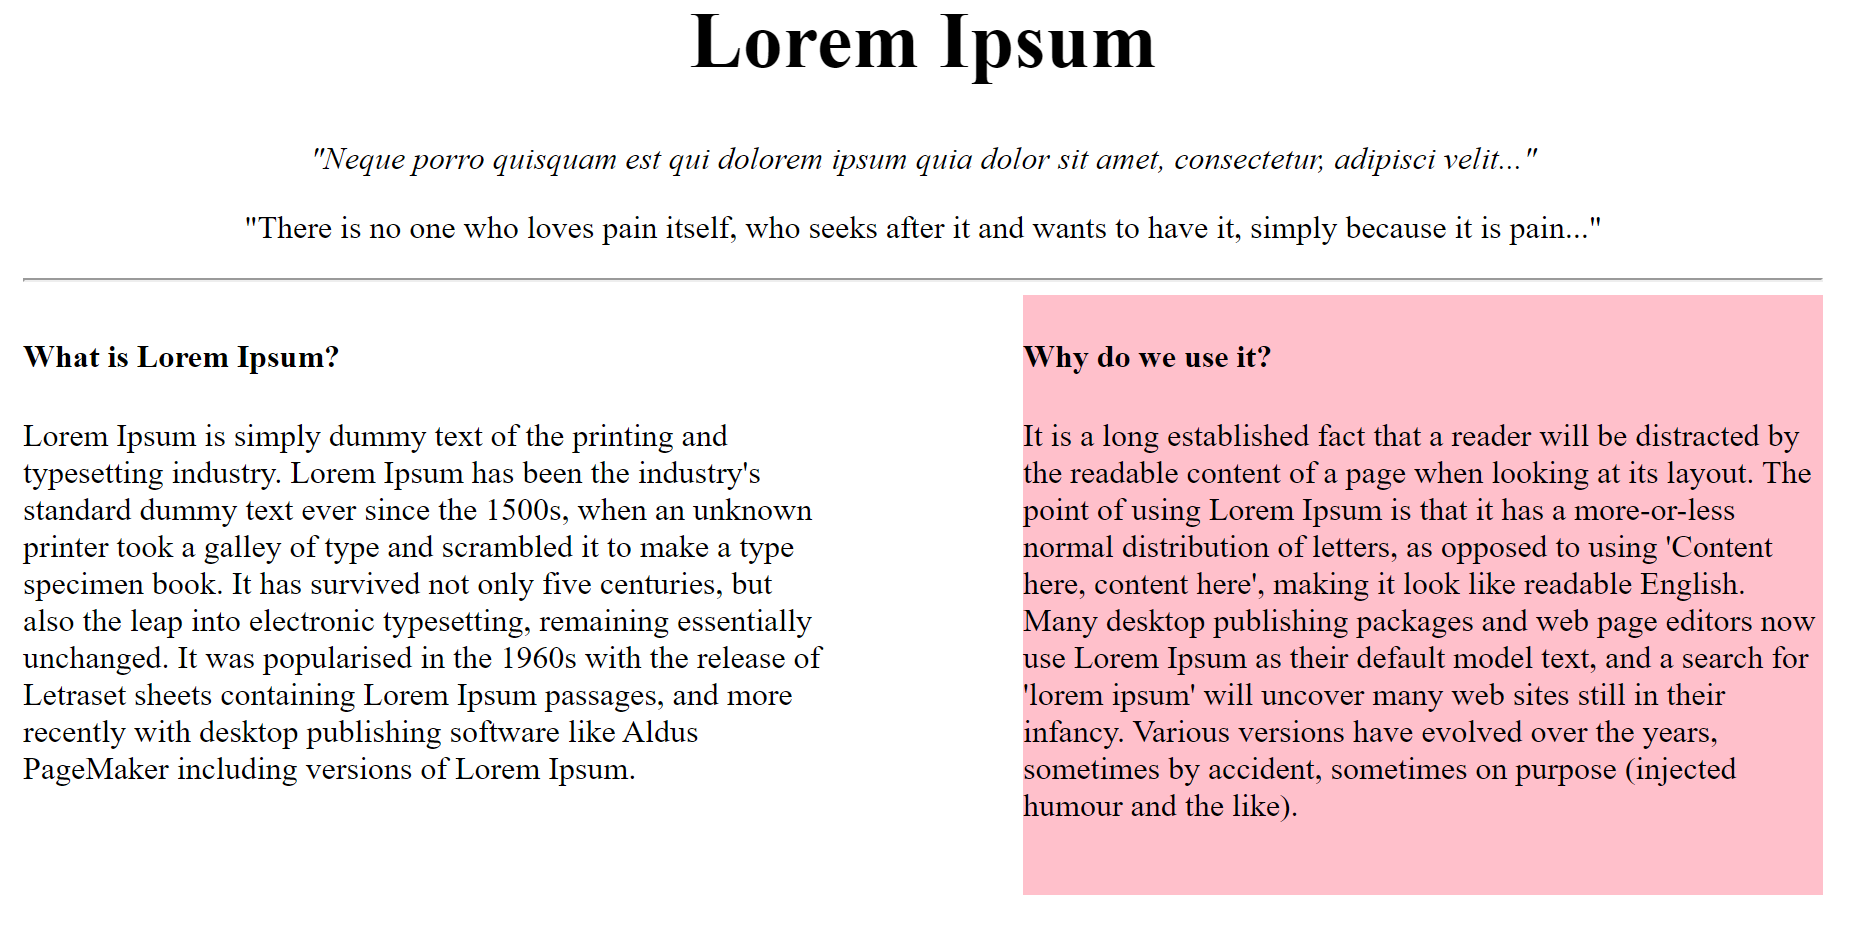 Lorem Ipsum
"Neque porro quisquam est qui dolorem ipsum quia dolor sit amet, consectetur, adipisci velit..."
"There is no one who loves pain itself, who seeks after it and wants to have it, simply because it is pain..."
What is Lorem Ipsum?
Lorem Ipsum is simply dummy text of the printing and
typesetting industry. Lorem Ipsum has been the industry's
standard dummy text ever since the 1500s, when an unknown
printer took a galley of type and scrambled it to make a type
specimen book. It has survived not only five centuries, but
also the leap into electronic typesetting, remaining essentially
unchanged. It was popularised in the 1960s with the release of
Letraset sheets containing Lorem Ipsum passages, and more
recently with desktop publishing software like Aldus
PageMaker including versions of Lorem Ipsum.
Why do we use it?
It is a long established fact that a reader will be distracted by
the readable content of a page when looking at its layout. The
point of using Lorem Ipsum is that it has a more-or-less
normal distribution of letters, as opposed to using 'Content
here, content here', making it look like readable English.
Many desktop publishing packages and web page editors now
use Lorem Ipsum as their default model text, and a search for
'lorem ipsum' will uncover many web sites still in their
infancy. Various versions have evolved over the years,
sometimes by accident, sometimes on purpose (injected
humour and the like).